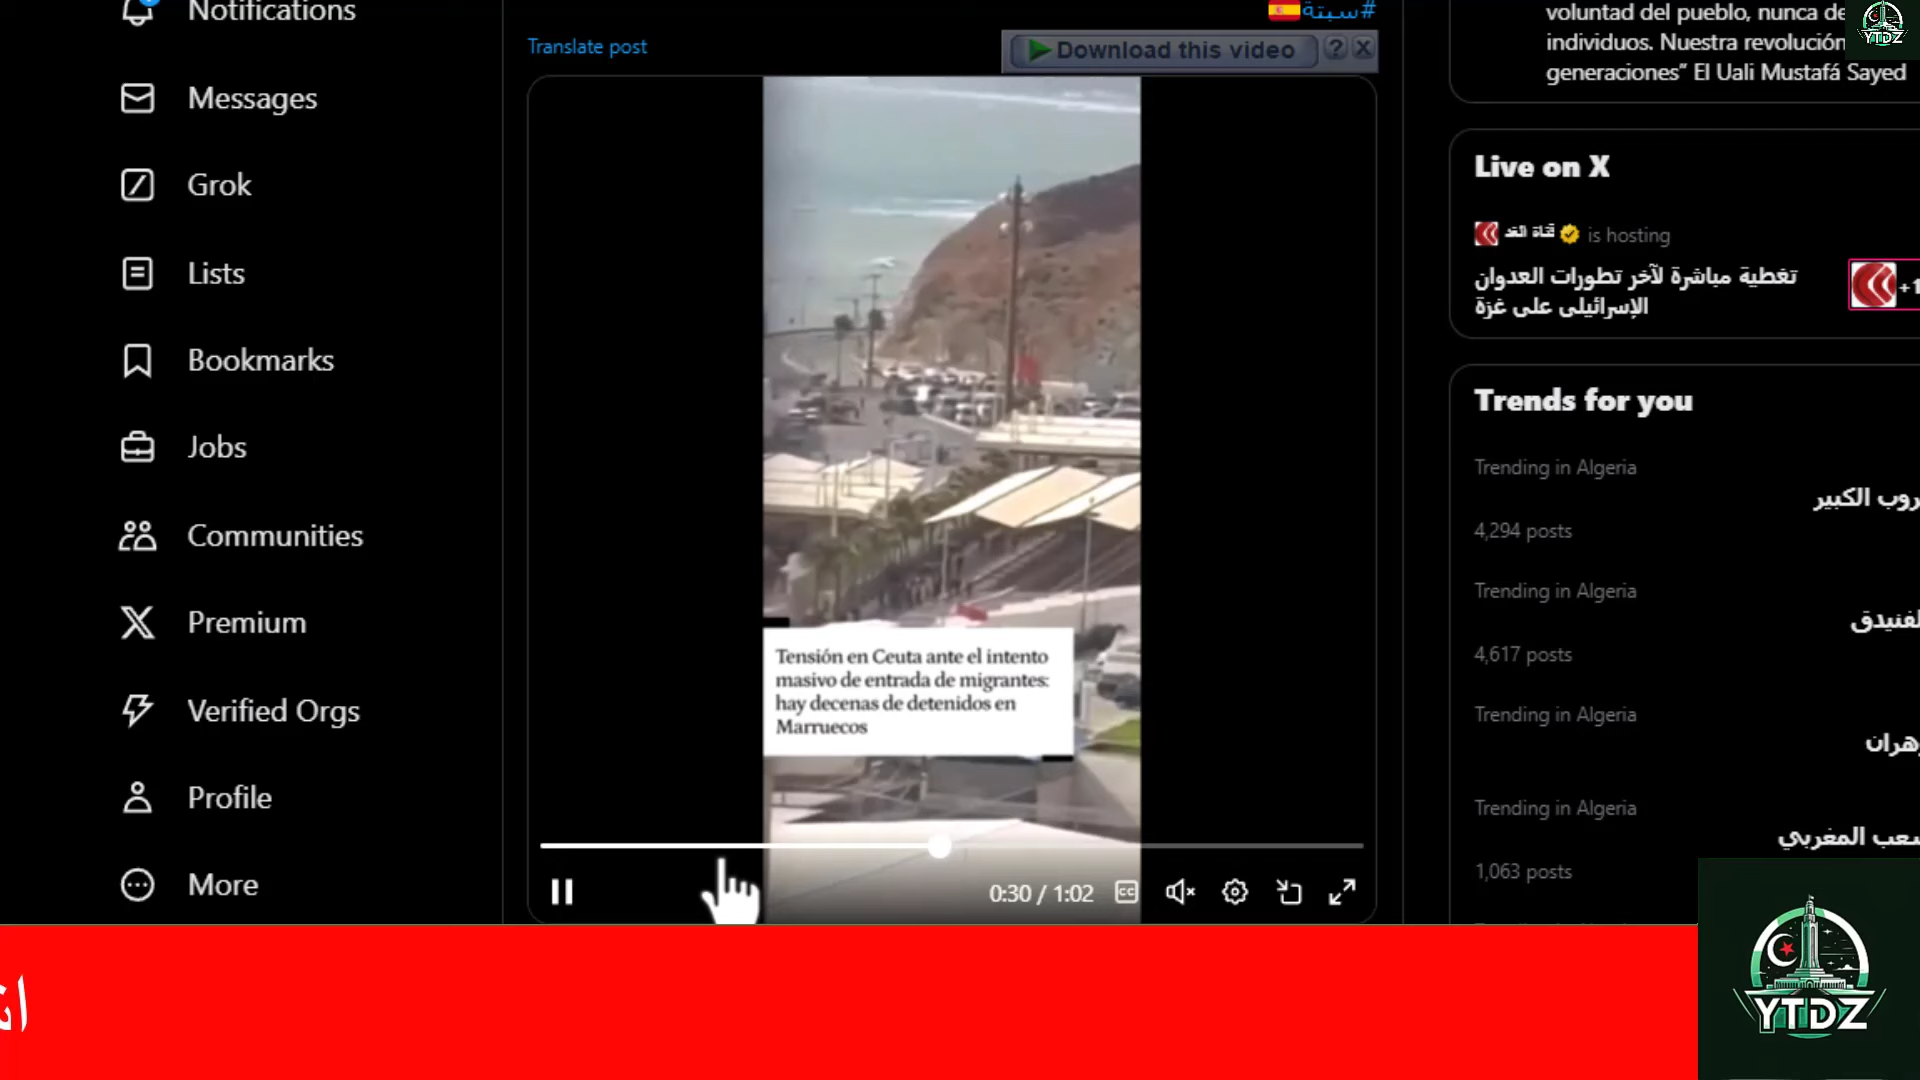 Notifications
Messages
Grok
Lists
Bookmarks
Jobs
Communities
Premium
Verified Orgs
Profile
More
#سبتة
Translate post
Download this video
Tensión en Ceuta ante el intento
masivo de entrada de migrantes:
hay decenas de detenidos en
Marruecos
0:30 / 1:02
CC
voluntad del pueblo, nunca de
individuos. Nuestra revolución
generaciones” El Uali Mustafá Sayed
Live on X
قناة الغد is hosting
تغطية مباشرة لآخر تطورات العدوان
الإسرائيلي على غزة
+1
Trends for you
Trending in Algeria
الكبير
4,294 posts
Trending in Algeria
4,617 posts
Trending in Algeria
Trending in Algeria
المغربي
1,063 posts
YTDZ
YTDZ